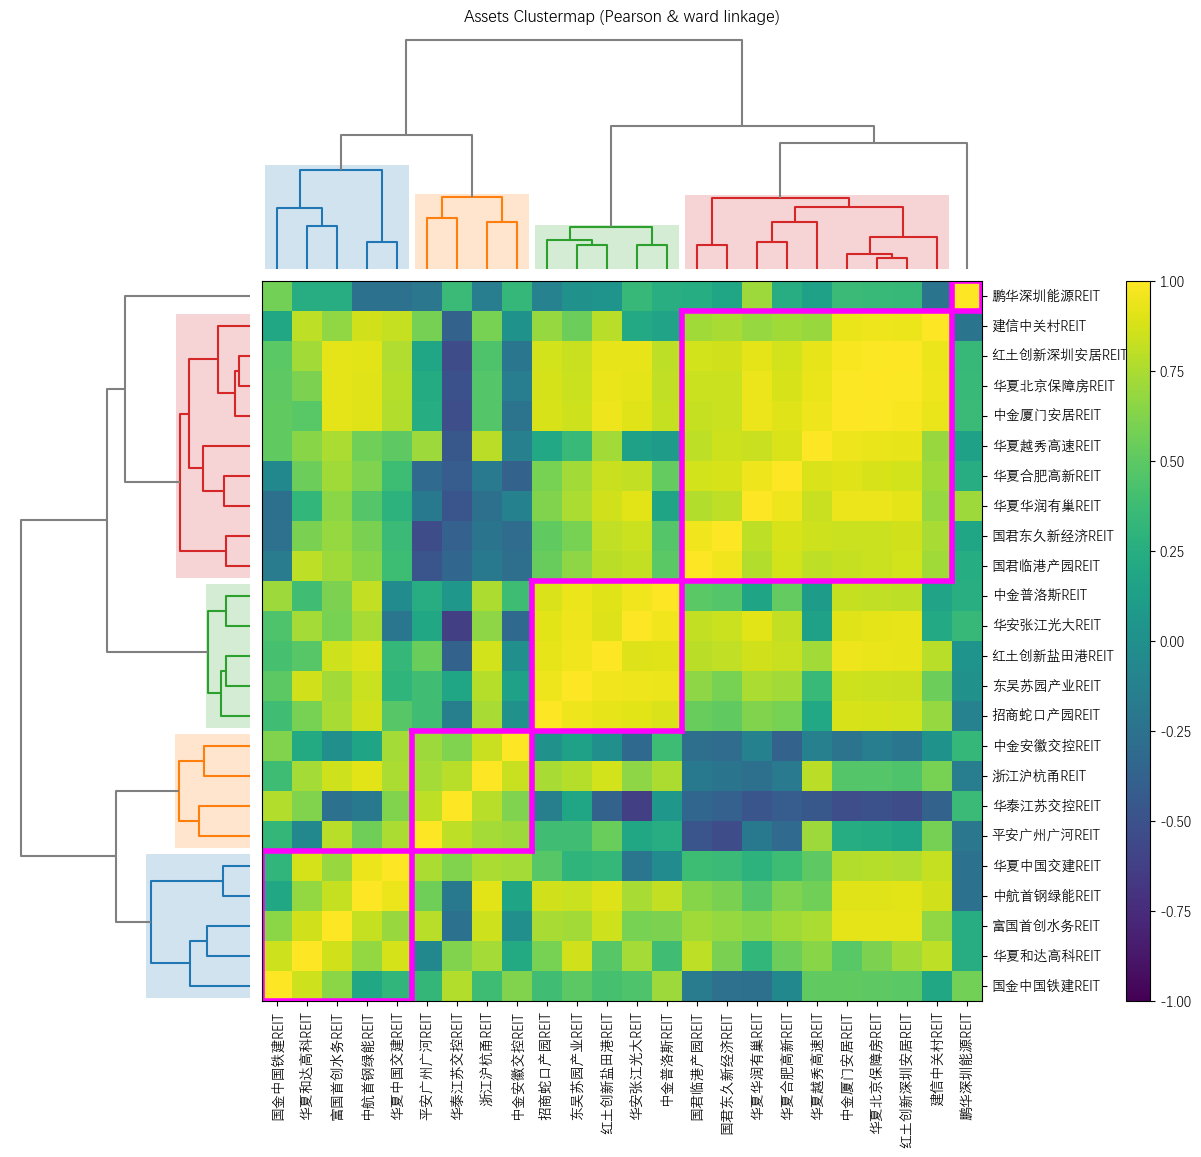 Assets Clustermap (Pearson & ward linkage)
鹏华深圳能源REIT
建信中关村REIT
红土创新深圳安居REIT
华夏北京保障房REIT
中金厦门安居REIT
华夏越秀高速REIT
华夏合肥高新REIT
华夏华润有巢REIT
国君东久新经济REIT
国君临港产园REIT
中金普洛斯REIT
华安张江光大REIT
红土创新盐田港REIT
东吴苏园产业REIT
招商蛇口产园REIT
中金安徽交控REIT
浙江沪杭甬REIT
华泰江苏交控REIT
平安广州广河REIT
华夏中国交建REIT
中航首钢绿能REIT
富国首创水务REIT
华夏和达高科REIT
国金中国铁建REIT
1.00
0.75
0.50
0.25
0.00
-0.25
-0.50
-0.75
-1.00
国金中国铁建REIT
华夏和达高科REIT
富国首创水务REIT
中航首钢绿能REIT
华夏中国交建REIT
平安广州广河REIT
华泰江苏交控REIT
浙江沪杭甬REIT
中金安徽交控REIT
招商蛇口产园REIT
东吴苏园产业REIT
红土创新盐田港REIT
华安张江光大REIT
中金普洛斯REIT
国君临港产园REIT
国君东久新经济REIT
华夏华润有巢REIT
华夏合肥高新REIT
华夏越秀高速REIT
中金厦门安居REIT
华夏北京保障房REIT
红土创新深圳安居REIT
建信中关村REIT
鹏华深圳能源REIT